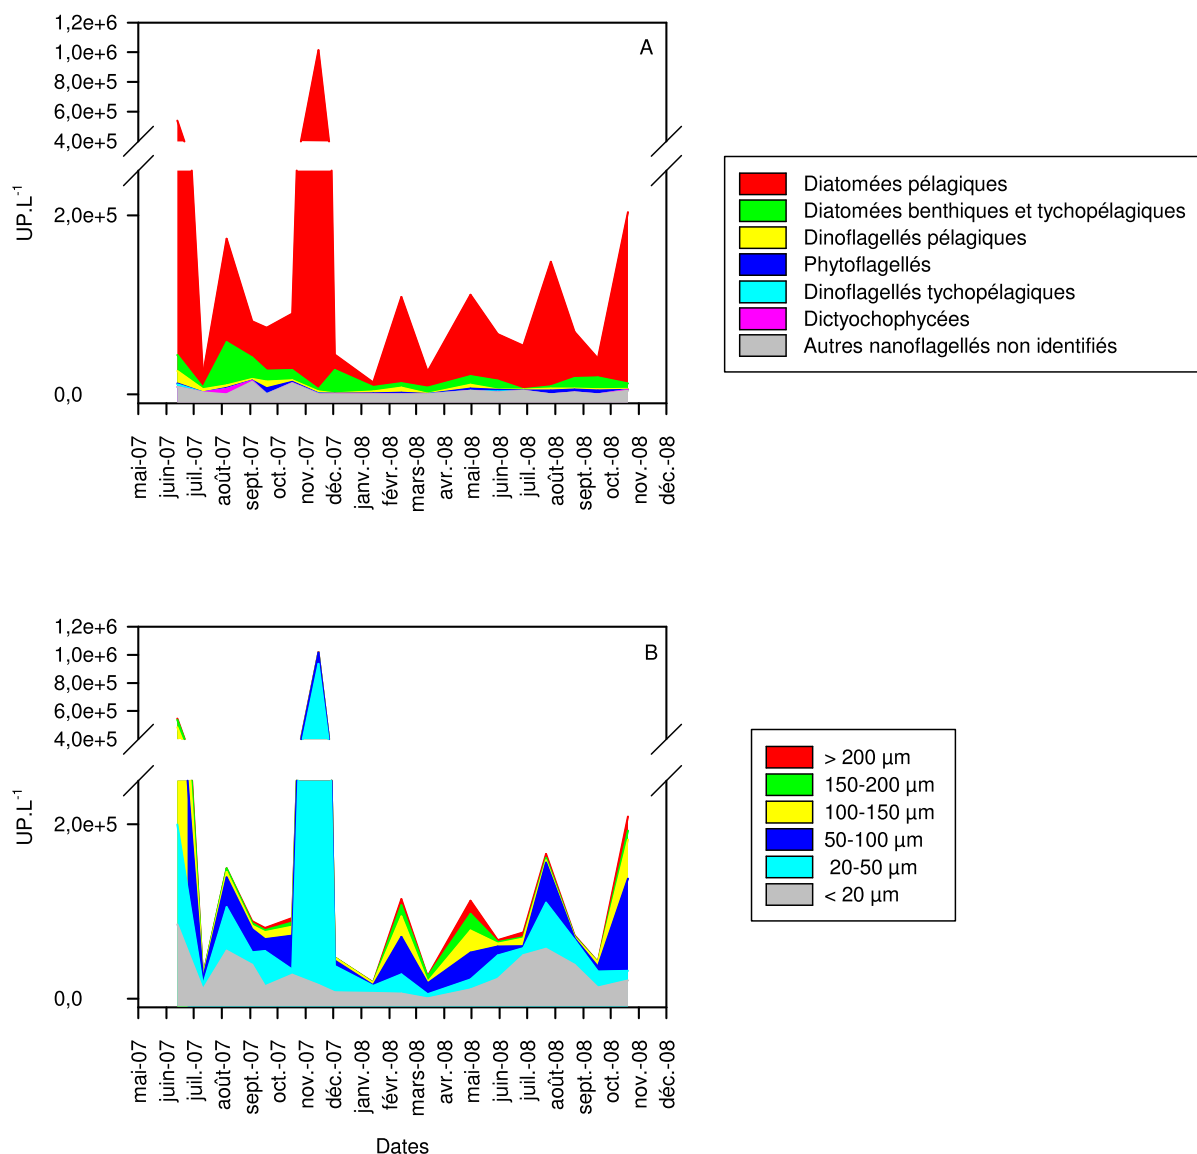 1,2e+6
A
1,0e+6
8,0e+5
6,0e+5
4,0e+5
2,0e+5
0,0
UP.L-1
mai-07
juin-07
juil.-07
août-07
sept.-07
oct.-07
nov.-07
déc.-07
janv.-08
févr.-08
mars-08
avr.-08
mai-08
juin-08
juil.-08
août-08
sept.-08
oct.-08
nov.-08
déc.-08
Diatomées pélagiques
Diatomées benthiques et tychopélagiques
Dinoflagellés pélagiques
Phytoflagellés
Dinoflagellés tychopélagiques
Dictyochophycées
Autres nanoflagellés non identifiés
1,2e+6
B
1,0e+6
8,0e+5
6,0e+5
4,0e+5
2,0e+5
0,0
UP.L-1
mai-07
juin-07
juil.-07
août-07
sept.-07
oct.-07
nov.-07
déc.-07
janv.-08
févr.-08
mars-08
avr.-08
mai-08
juin-08
juil.-08
août-08
sept.-08
oct.-08
nov.-08
déc.-08
Dates
> 200 µm
150-200 µm
100-150 µm
50-100 µm
20-50 µm
< 20 µm